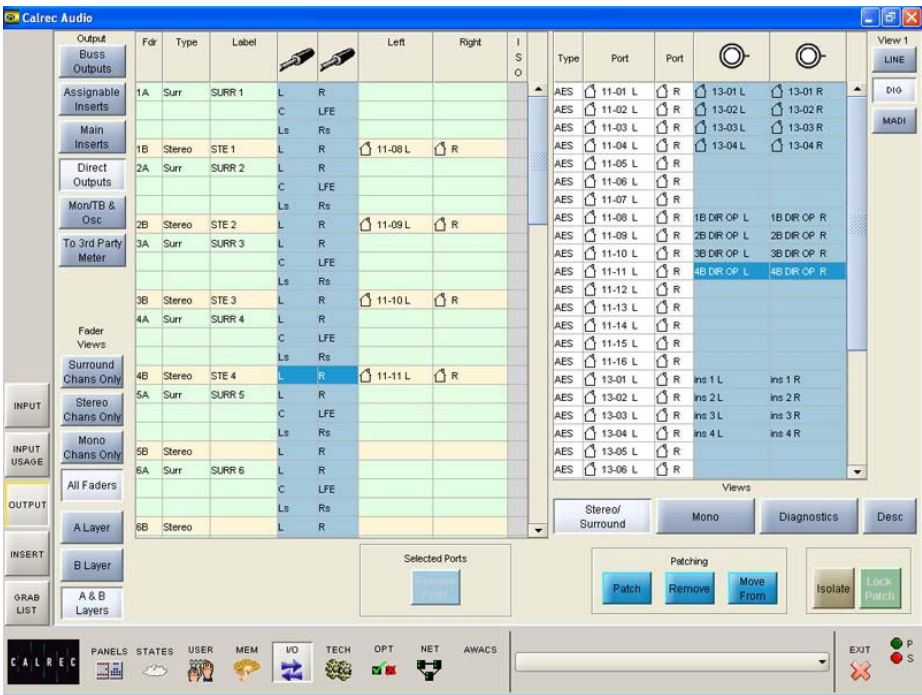 Calrec Audio
Output
Buss Outputs
Assignable Inserts
Main Inserts
Direct Outputs
Mon/TB & Osc
To 3rd Party Meter
Fader Views
Surround Chans Only
Stereo Chans Only
Mono Chans Only
All Faders
A Layer
B Layer
A & B Layers
INPUT
INPUT USAGE
OUTPUT
INSERT
GRAB LIST
Fdr Type Label Left Right ISO
1A Surr SURR 1 L R
C LFE
Ls Rs
1B Stereo STE 1 L R 11-08 L R
2A Surr SURR 2 L R
C LFE
Ls Rs
2B Stereo STE 2 L R 11-09 L R
3A Surr SURR 3 L R
C LFE
Ls Rs
3B Stereo STE 3 L R 11-10 L R
4A Surr SURR 4 L R
C LFE
Ls Rs
4B Stereo STE 4 L R 11-11 L R
5A Surr SURR 5 L R
C LFE
Ls Rs
5B Stereo L R
6A Surr SURR 6 L R
C LFE
Ls Rs
6B Stereo L R
Type Port Port
AES 11-01 L R 13-01 L 13-01 R
AES 11-02 L R 13-02 L 13-02 R
AES 11-03 L R 13-03 L 13-03 R
AES 11-04 L R 13-04 L 13-04 R
AES 11-05 L R
AES 11-06 L R
AES 11-07 L R
AES 11-08 L R 1B DIR OP L 1B DIR OP R
AES 11-09 L R 2B DIR OP L 2B DIR OP R
AES 11-10 L R 3B DIR OP L 3B DIR OP R
AES 11-11 L R 4B DIR OP L 4B DIR OP R
AES 11-12 L R
AES 11-13 L R
AES 11-14 L R
AES 11-15 L R
AES 11-16 L R
AES 13-01 L R ins 1 L ins 1 R
AES 13-02 L R ins 2 L ins 2 R
AES 13-03 L R ins 3 L ins 3 R
AES 13-04 L R ins 4 L ins 4 R
AES 13-05 L R
AES 13-06 L R
View 1
LINE
DIG
MADI
Views
Stereo/ Surround
Mono
Diagnostics
Desc
Selected Ports
Patching
Patch
Remove
Move From
Isolate
Lock Patch
CALREC
PANELS STATES USER MEM I/O TECH OPT NET AWACS
EXIT
P
S